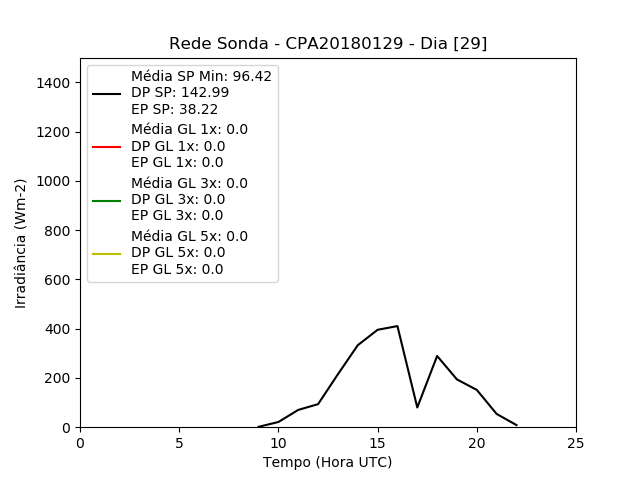 Rede Sonda - CPA20180129 - Dia [29]
Média SP Min: 96.42
DP SP: 142.99
EP SP: 38.22
Média GL 1x: 0.0
DP GL 1x: 0.0
EP GL 1x: 0.0
Média GL 3x: 0.0
DP GL 3x: 0.0
EP GL 3x: 0.0
Média GL 5x: 0.0
DP GL 5x: 0.0
EP GL 5x: 0.0
Irradiância (Wm-2)
1400
1200
1000
800
600
400
200
0
0 5 10 15 20 25
Tempo (Hora UTC)